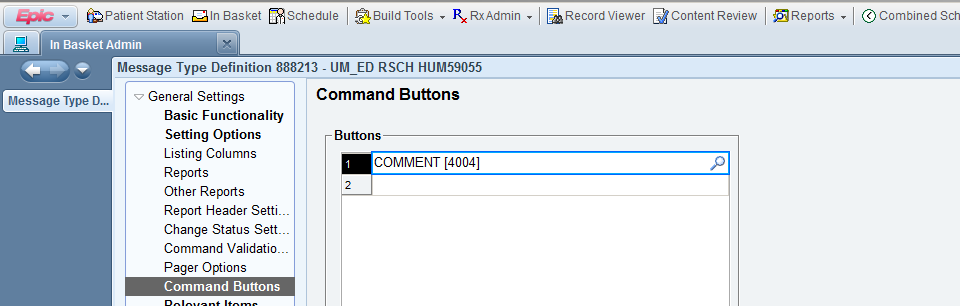 Epic Patient Station In Basket Schedule Build Tools RxAdmin Record Viewer Content Review Reports Combined Sch
In Basket Admin
Message Type Definition 888213 - UM_ED RSCH HUM59055
Message Type D...
General Settings
Basic Functionality
Setting Options
Listing Columns
Reports
Other Reports
Report Header Setti...
Change Status Sett...
Command Validatio...
Pager Options
Command Buttons
Relevant Items
Command Buttons
Buttons
1 COMMENT [4004]
2